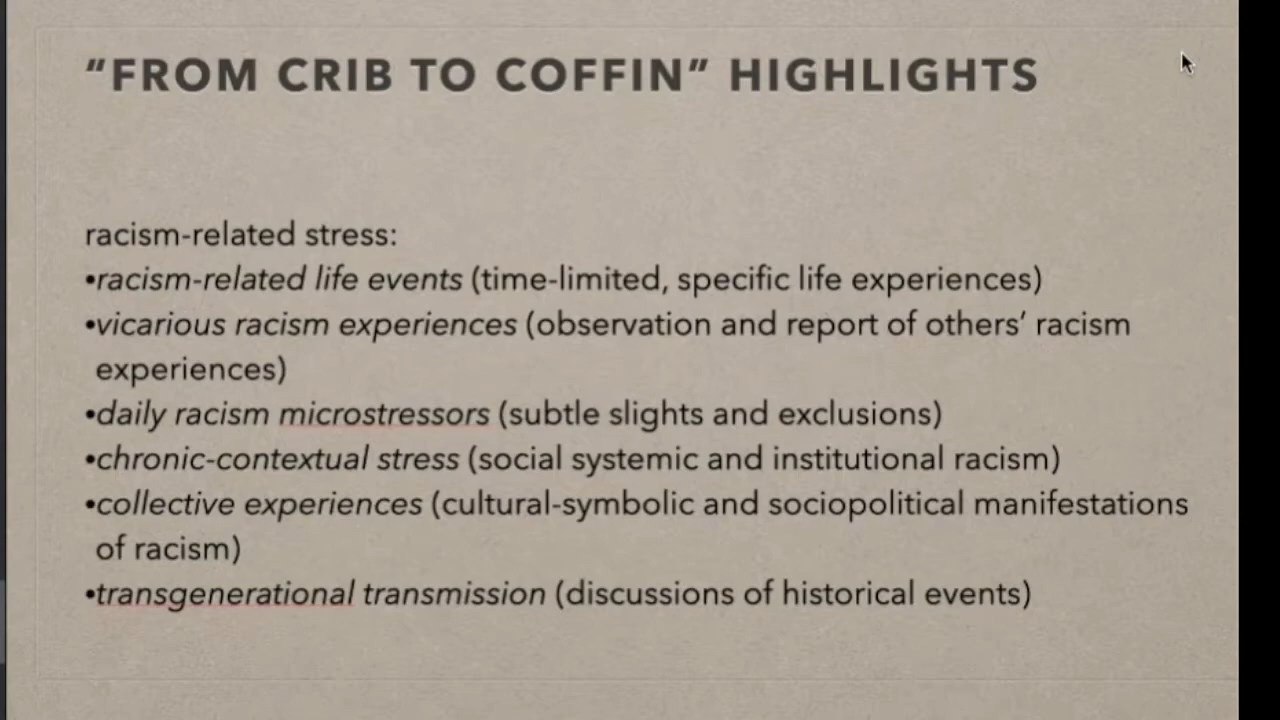 “FROM CRIB TO COFFIN” HIGHLIGHTS
racism-related stress:
•racism-related life events (time-limited, specific life experiences)
•vicarious racism experiences (observation and report of others’ racism
experiences)
•daily racism microstressors (subtle slights and exclusions)
•chronic-contextual stress (social systemic and institutional racism)
•collective experiences (cultural-symbolic and sociopolitical manifestations
of racism)
•transgenerational transmission (discussions of historical events)